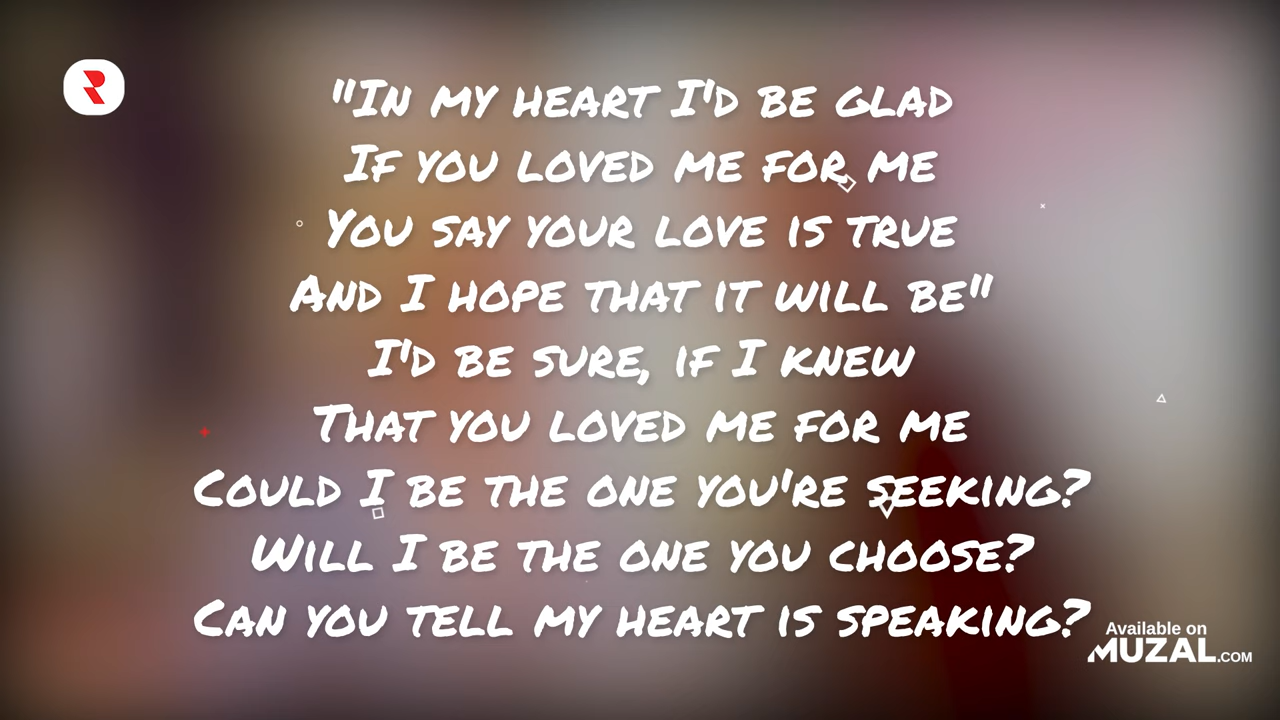 "In my heart I'd be glad
If you loved me for me
You say your love is true
And I hope that it will be"
I'd be sure, if I knew
That you loved me for me
Could I be the one you're seeking?
Will I be the one you choose?
Can you tell my heart is speaking?
Available on
MUZAL.COM